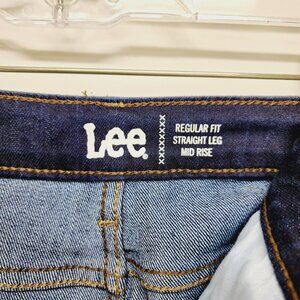 Lee®
REGULAR FIT
STRAIGHT LEG
MID RISE